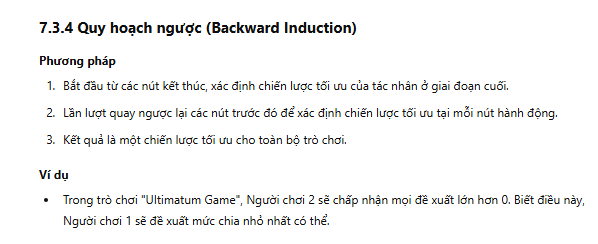 7.3.4 Quy hoạch ngược (Backward Induction)
Phương pháp
1. Bắt đầu từ các nút kết thúc, xác định chiến lược tối ưu của tác nhân ở giai đoạn cuối.
2. Lần lượt quay ngược lại các nút trước đó để xác định chiến lược tối ưu tại mỗi nút hành động.
3. Kết quả là một chiến lược tối ưu cho toàn bộ trò chơi.
Ví dụ
• Trong trò chơi "Ultimatum Game", Người chơi 2 sẽ chấp nhận mọi đề xuất lớn hơn 0. Biết điều này,
Người chơi 1 sẽ đề xuất mức chia nhỏ nhất có thể.